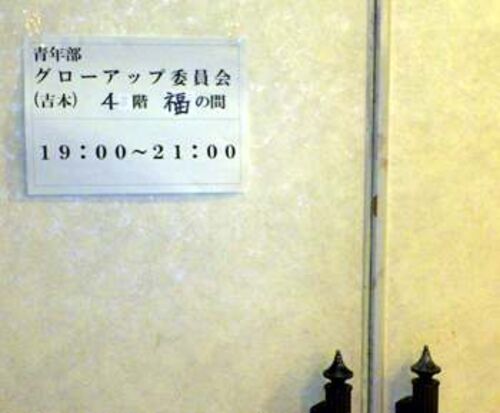 青年部
グローアップ委員会
(吉木) 4 階 福の間
19：00～21：00